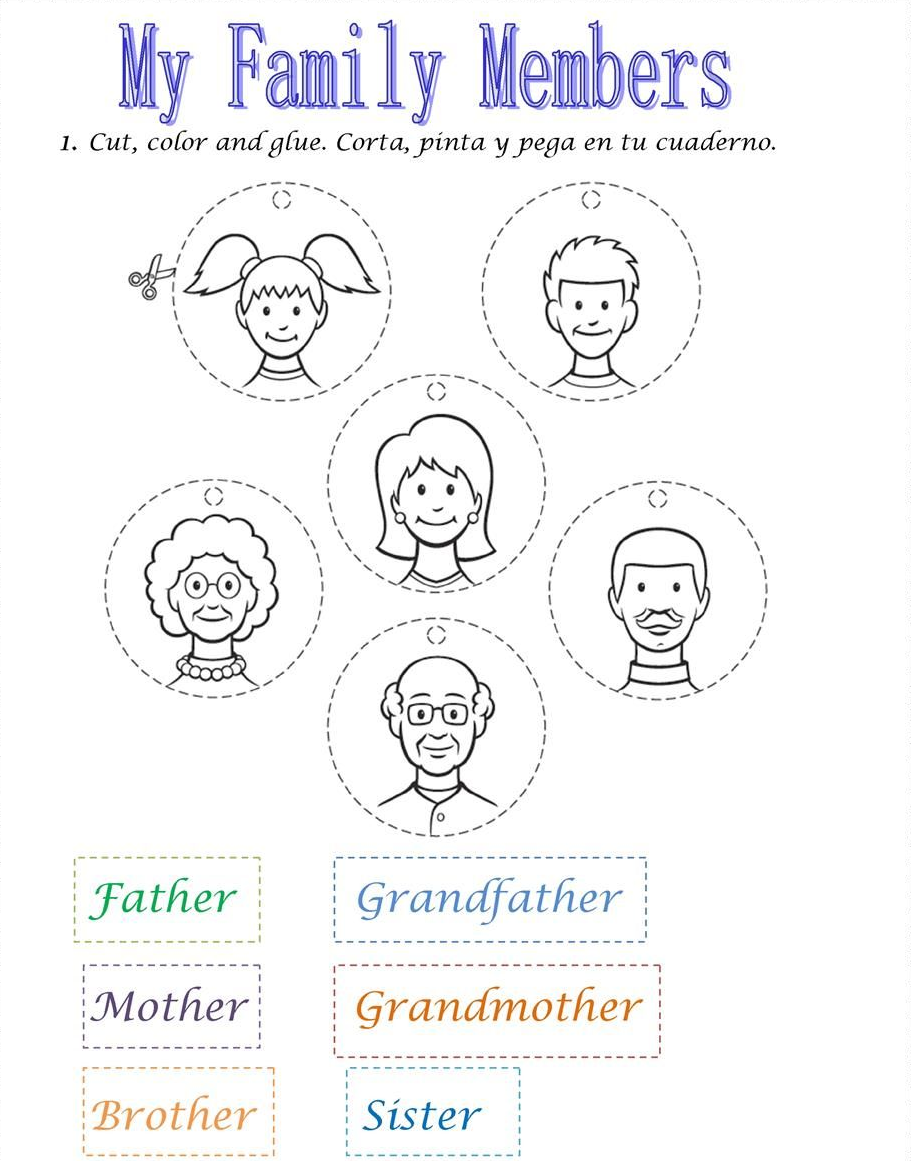 My Family Members
1. Cut, color and glue. Corta, pinta y pega en tu cuaderno.
Father
Grandfather
Mother
Grandmother
Brother
Sister